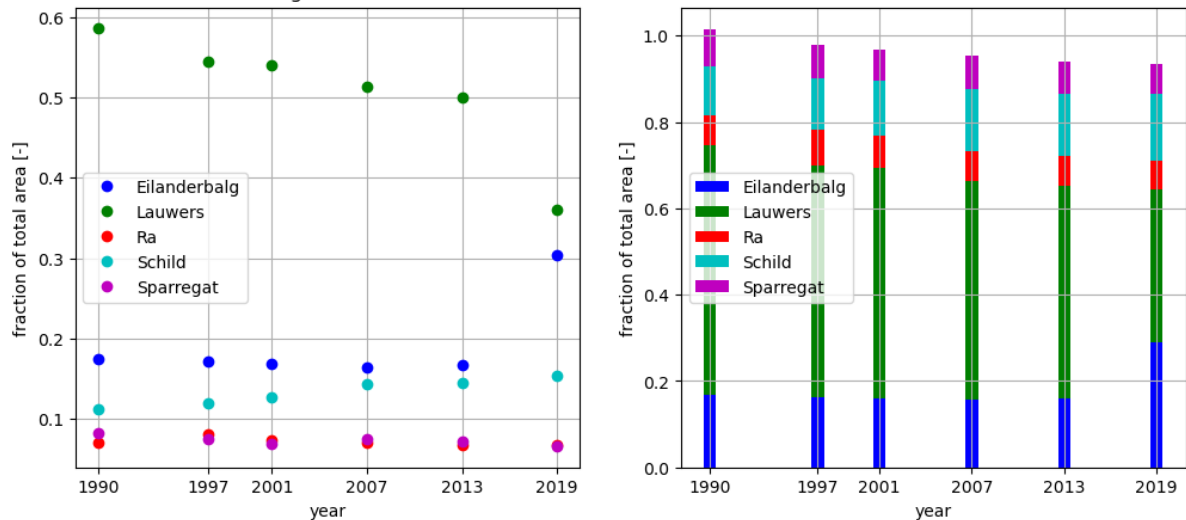 0.6
0.5
0.4
0.3
0.2
0.1
fraction of total area [-]
Eilanderbalg
Lauwers
Ra
Schild
Sparregat
1990
1997
2001
2007
2013
2019
year
1.0
0.8
0.6
0.4
0.2
0.0
fraction of total area [-]
Eilanderbalg
Lauwers
Ra
Schild
Sparregat
1990
1997
2001
2007
2013
2019
year